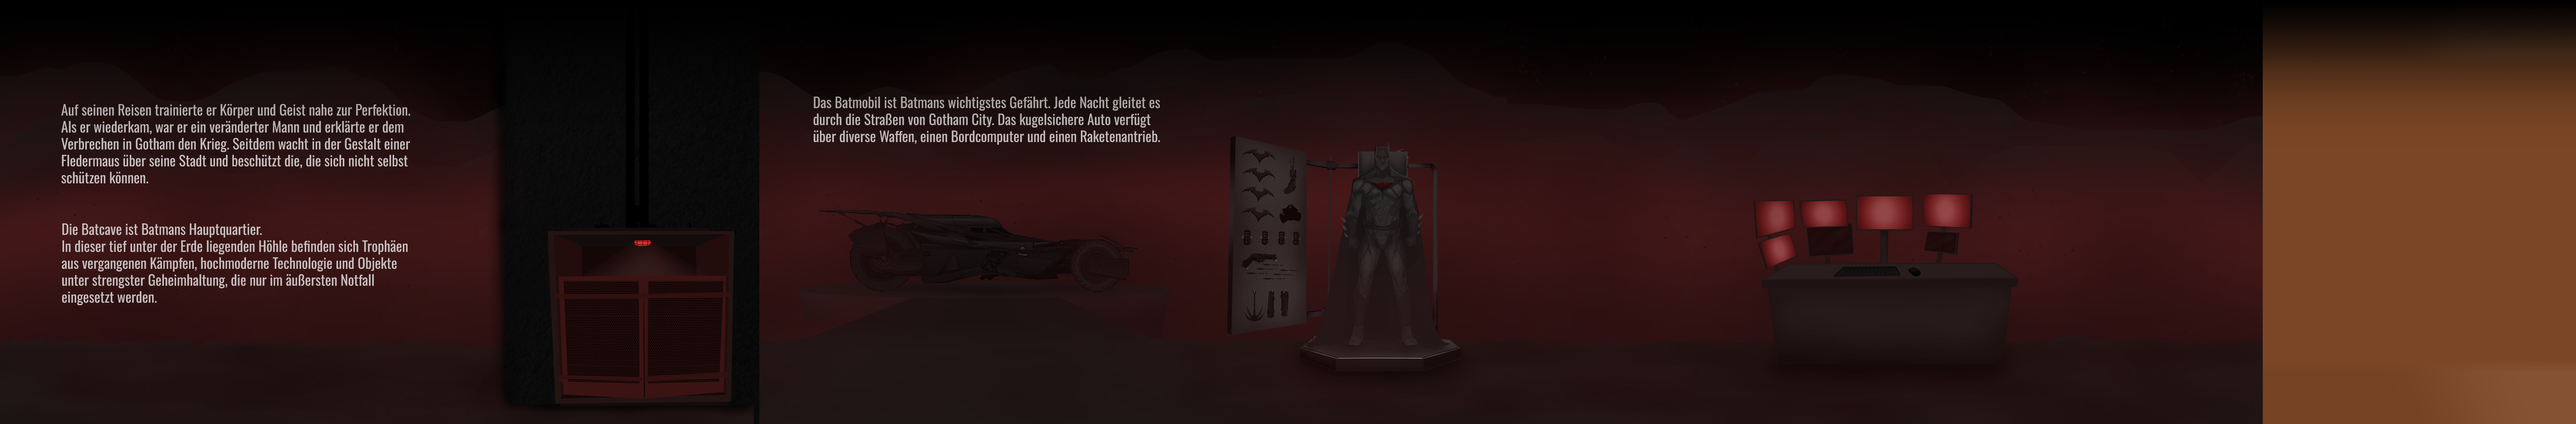 Auf seinen Reisen trainierte er Körper und Geist nahe zur Perfektion.
Als er wiederkam, war er ein veränderter Mann und erklärte er dem
Verbrechen in Gotham den Krieg. Seitdem wacht in der Gestalt einer
Fledermaus über seine Stadt und beschützt die, die sich nicht selbst
schützen können.
Die Batcave ist Batmans Hauptquartier.
In dieser tief unter der Erde liegenden Höhle befinden sich Trophäen
aus vergangenen Kämpfen, hochmoderne Technologie und Objekte
unter strengster Geheimhaltung, die nur im äußersten Notfall
eingesetzt werden.
Das Batmobil ist Batmans wichtigstes Gefährt. Jede Nacht gleitet es
durch die Straßen von Gotham City. Das kugelsichere Auto verfügt
über diverse Waffen, einen Bordcomputer und einen Raketenantrieb.